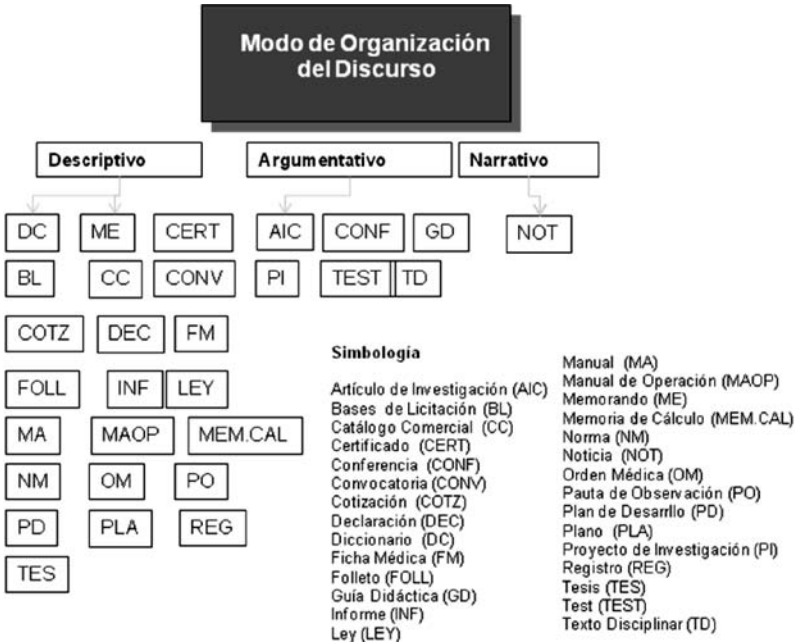 Modo de Organización
del Discurso
Descriptivo
Argumentativo
Narrativo
DC
ME
CERT
AIC
CONF
GD
NOT
BL
CC
CONV
PI
TEST
TD
COTZ
DEC
FM
FOLL
INF
LEY
MA
MAOP
MEM.CAL
NM
OM
PO
PD
PLA
REG
TES
Simbología
Artículo de Investigación (AIC)
Bases de Licitación (BL)
Catálogo Comercial (CC)
Certificado (CERT)
Conferencia (CONF)
Convocatoria (CONV)
Cotización (COTZ)
Declaración (DEC)
Diccionario (DC)
Ficha Médica (FM)
Folleto (FOLL)
Guía Didáctica (GD)
Informe (INF)
Ley (LEY)
Manual (MA)
Manual de Operación (MAOP)
Memorando (ME)
Memoria de Cálculo (MEM.CAL)
Norma (NM)
Noticia (NOT)
Orden Médica (OM)
Pauta de Observación (PO)
Plan de Desarrllo (PD)
Plano (PLA)
Proyecto de Investigación (PI)
Registro (REG)
Tesis (TES)
Test (TEST)
Texto Disciplinar (TD)